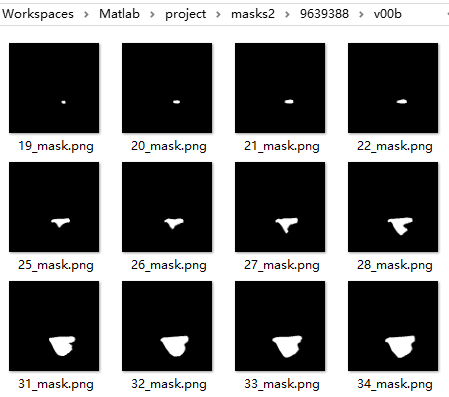 Workspaces > Matlab > project > masks2 > 9639388 > v00b
19_mask.png 20_mask.png 21_mask.png 22_mask.png
25_mask.png 26_mask.png 27_mask.png 28_mask.png
31_mask.png 32_mask.png 33_mask.png 34_mask.png